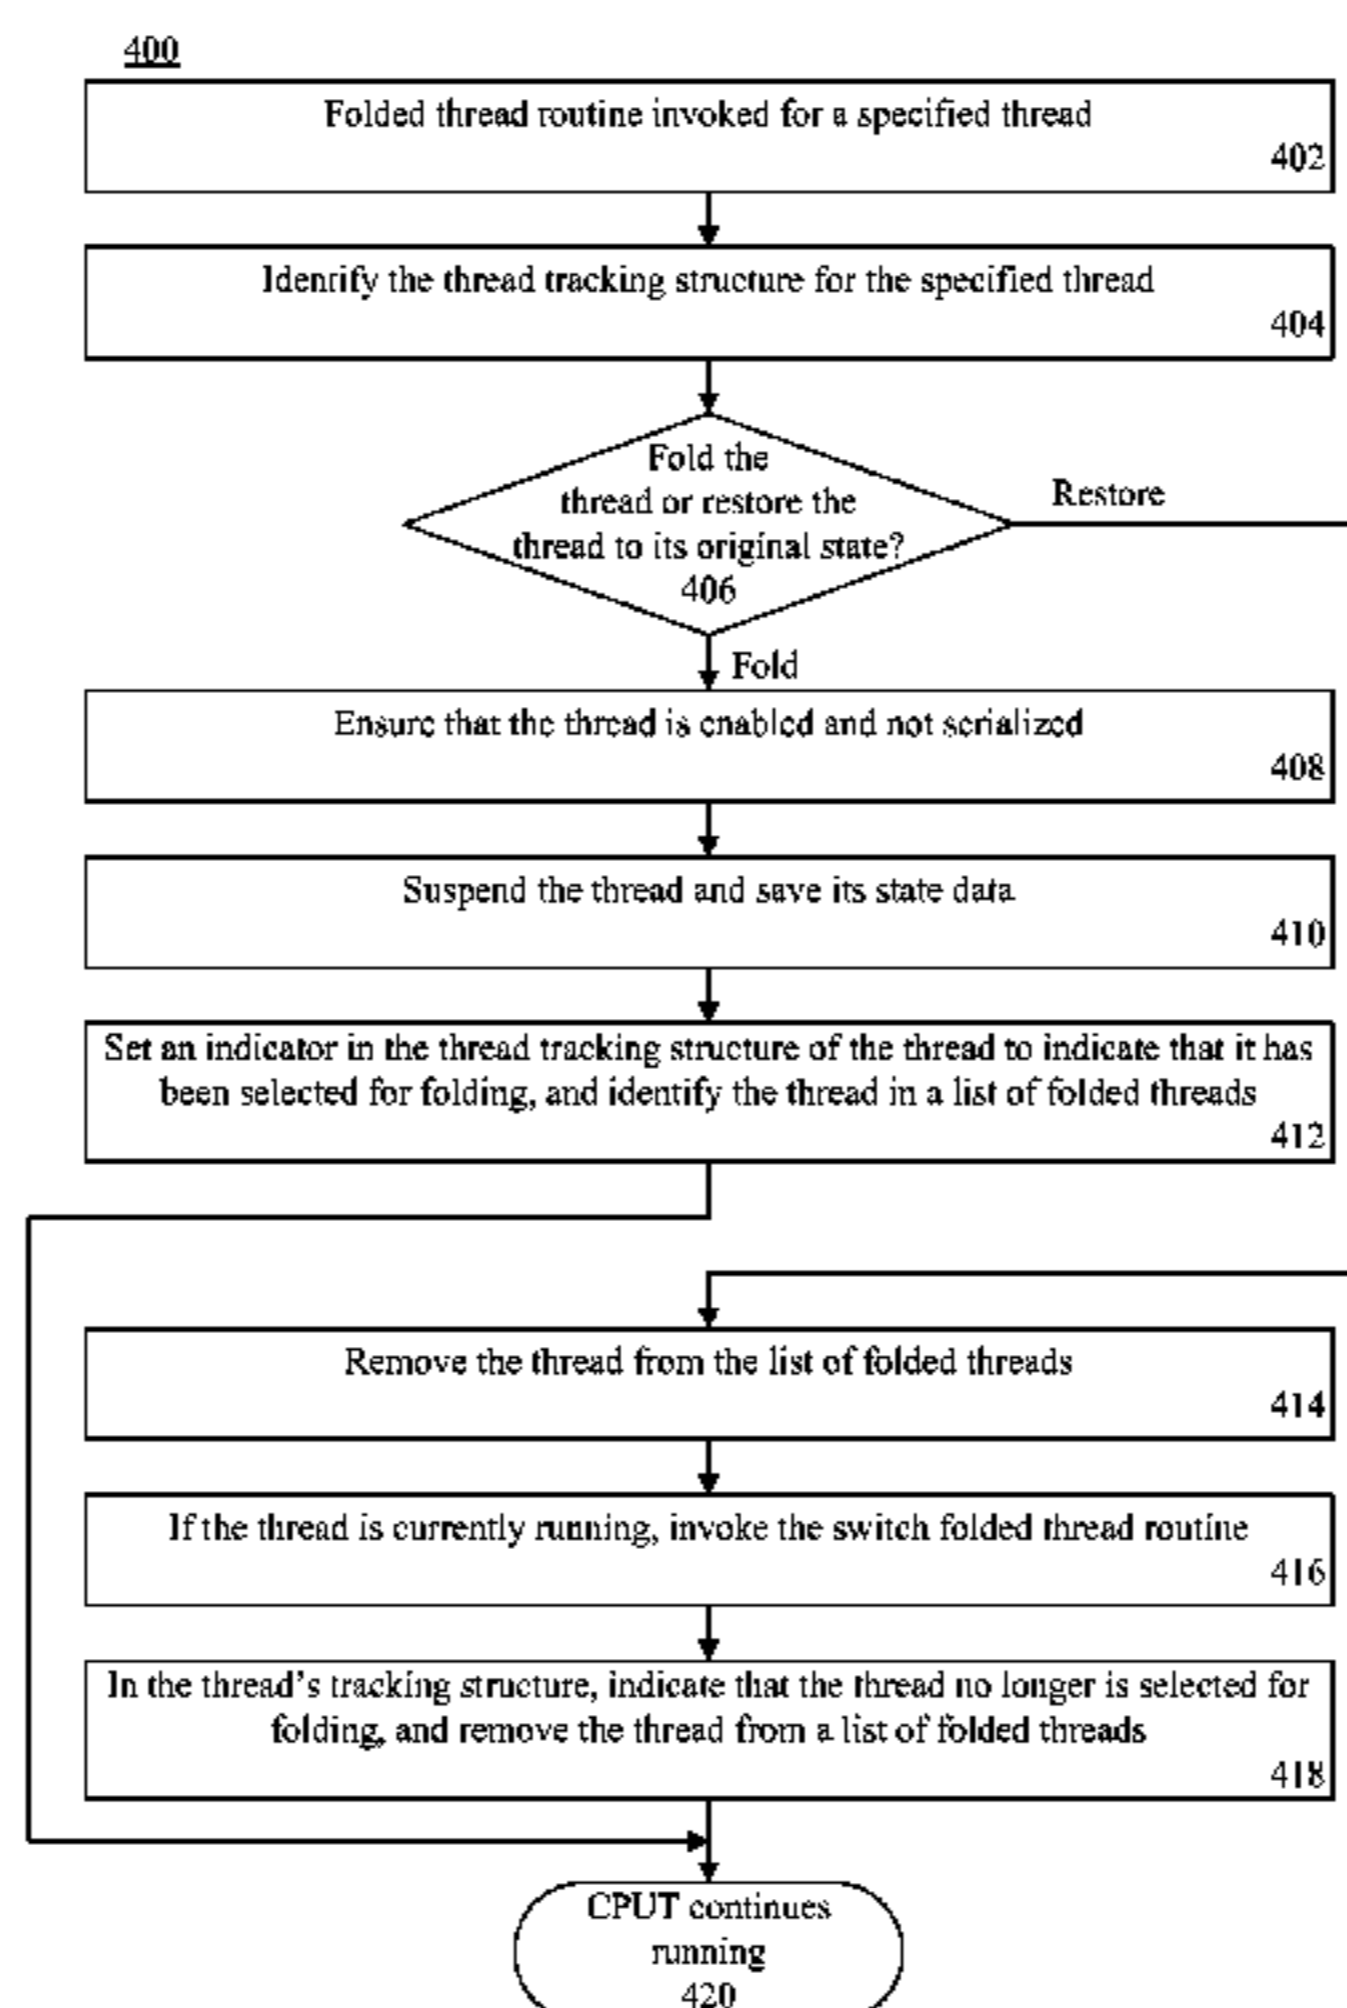 400
Folded thread routine invoked for a specified thread
402
Identify the thread tracking structure for the specified thread
404
Fold the
thread or restore the
thread to its original state?
406
Restore
Fold
Ensure that the thread is enabled and not serialized
408
Suspend the thread and save its state data
410
Set an indicator in the thread tracking structure of the thread to indicate that it has
been selected for folding, and identify the thread in a list of folded threads
412
Remove the thread from the list of folded threads
414
If the thread is currently running, invoke the switch folded thread routine
416
In the thread's tracking structure, indicate that the thread no longer is selected for
folding, and remove the thread from a list of folded threads
418
CPUT continues
running
420